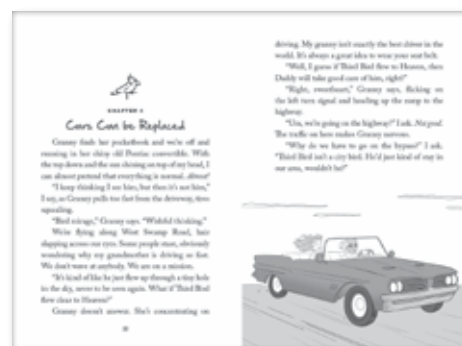 Cars Can be Replaced
Granny finds her pocketbook and we're off and
running in her shiny old Pontiac convertible. With
the top down and the sun shining on top of my head, I
can almost pretend that everything is normal. Almost!
"I keep thinking I see him, but then it's not him,"
I say, as Granny pulls too fast from the driveway, tires
squealing.
"Bird mirage," Granny says. "Wishful thinking."
We're flying along West Swamp Road, hair
slapping across our eyes. Some people stare, obviously
wondering why my grandmother is driving so fast.
We don't wave at anybody. We are on a mission.
"It's kind of like he just flew up through a tiny hole
in the sky, never to be seen again. What if Third Bird
flew clear to Heaven?"
Granny doesn't answer. She's concentrating on
driving. My granny isn't exactly the best driver in the
world. It's always a great idea to wear your seat belt.
"Well, I guess if Third Bird flew to Heaven, then
Daddy will take good care of him, right?"
"Right, sweetheart," Granny says, flicking on
the left turn signal and heading up the ramp to the
highway.
"Um, we're going on the highway?" I ask. Not good.
The traffic on here makes Granny nervous.
"Why do we have to go on the bypass?" I ask.
"Third Bird isn't a city bird. He'd just kind of stay in
our area, wouldn't he?"